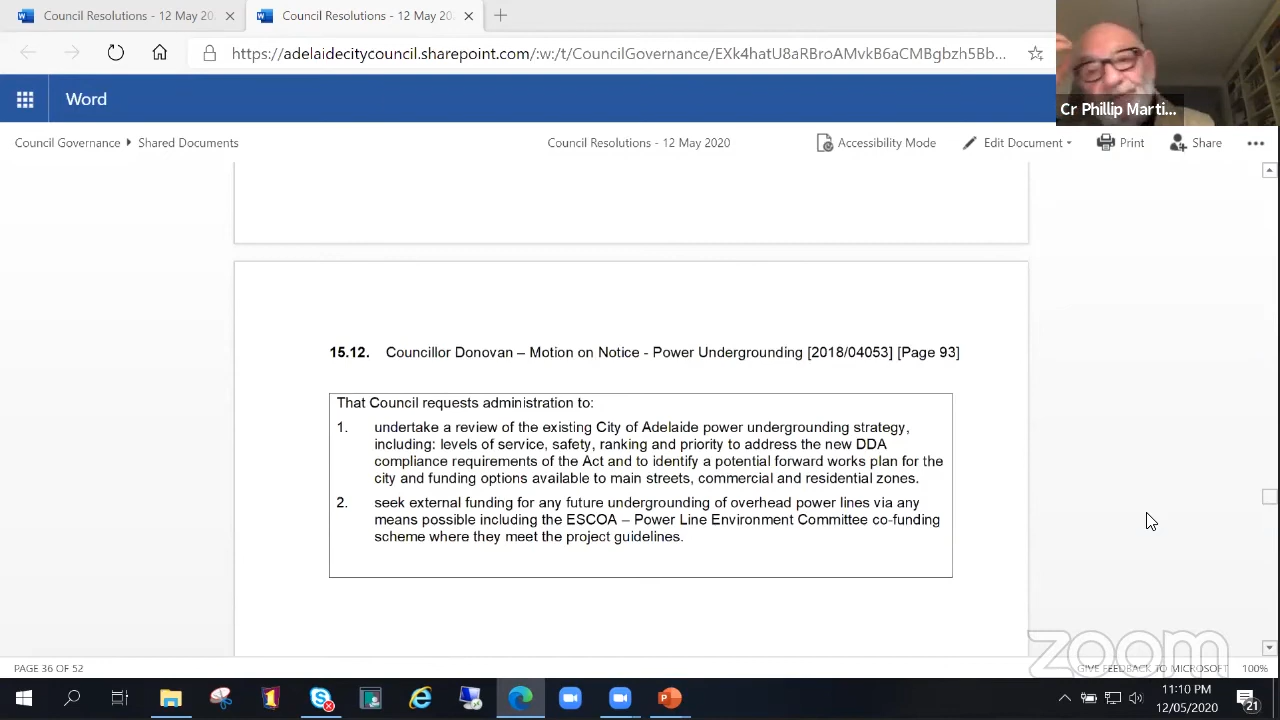 Council Resolutions - 12 May 20
Council Resolutions - 12 May 202
https://adelaidecitycouncil.sharepoint.com/:w:/t/CouncilGovernance/EXk4hatU8aRBroAMvkB6aCMBgbzh5Bb...
Word
Cr Phillip Marti...
Council Governance Shared Documents
Council Resolutions - 12 May 2020
Accessibility Mode
Edit Document
Print
Share
15.12. Councillor Donovan – Motion on Notice - Power Undergrounding [2018/04053] [Page 93]
That Council requests administration to:
1. undertake a review of the existing City of Adelaide power undergrounding strategy,
including: levels of service, safety, ranking and priority to address the new DDA
compliance requirements of the Act and to identify a potential forward works plan for the
city and funding options available to main streets, commercial and residential zones.
2. seek external funding for any future undergrounding of overhead power lines via any
means possible including the ESCOA – Power Line Environment Committee co-funding
scheme where they meet the project guidelines.
zoom
PAGE 36 OF 52
GIVE FEEDBACK TO MICROSOFT
100%
11:10 PM
12/05/2020
21